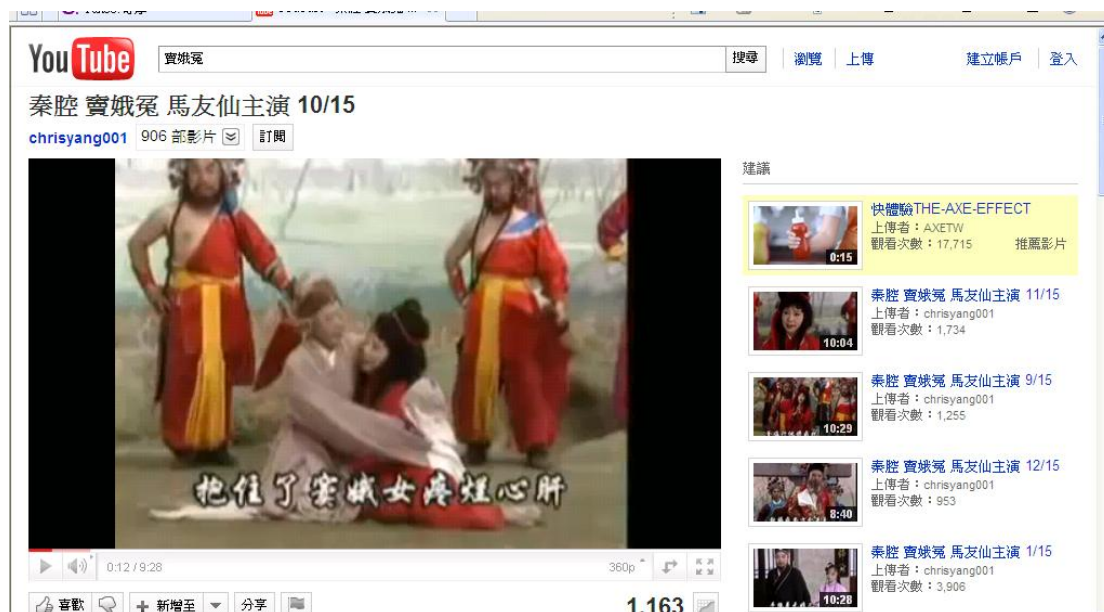 You Tube
竇娥冤
搜尋
瀏覽
上傳
建立帳戶
登入
秦腔 竇娥冤 馬友仙主演 10/15
chrisyang001 906 部影片 訂閱
抱住了窦娥女疼烂心肝
0:12 / 9:28
360p
喜歡
+ 新增至
分享
1,163
建議
0:15
快體驗THE-AXE-EFFECT
上傳者：AXETW
觀看次數：17,715 推薦影片
10:04
秦腔 竇娥冤 馬友仙主演 11/15
上傳者：chrisyang001
觀看次數：1,734
10:29
秦腔 竇娥冤 馬友仙主演 9/15
上傳者：chrisyang001
觀看次數：1,255
8:40
秦腔 竇娥冤 馬友仙主演 12/15
上傳者：chrisyang001
觀看次數：953
10:28
秦腔 竇娥冤 馬友仙主演 1/15
上傳者：chrisyang001
觀看次數：3,906